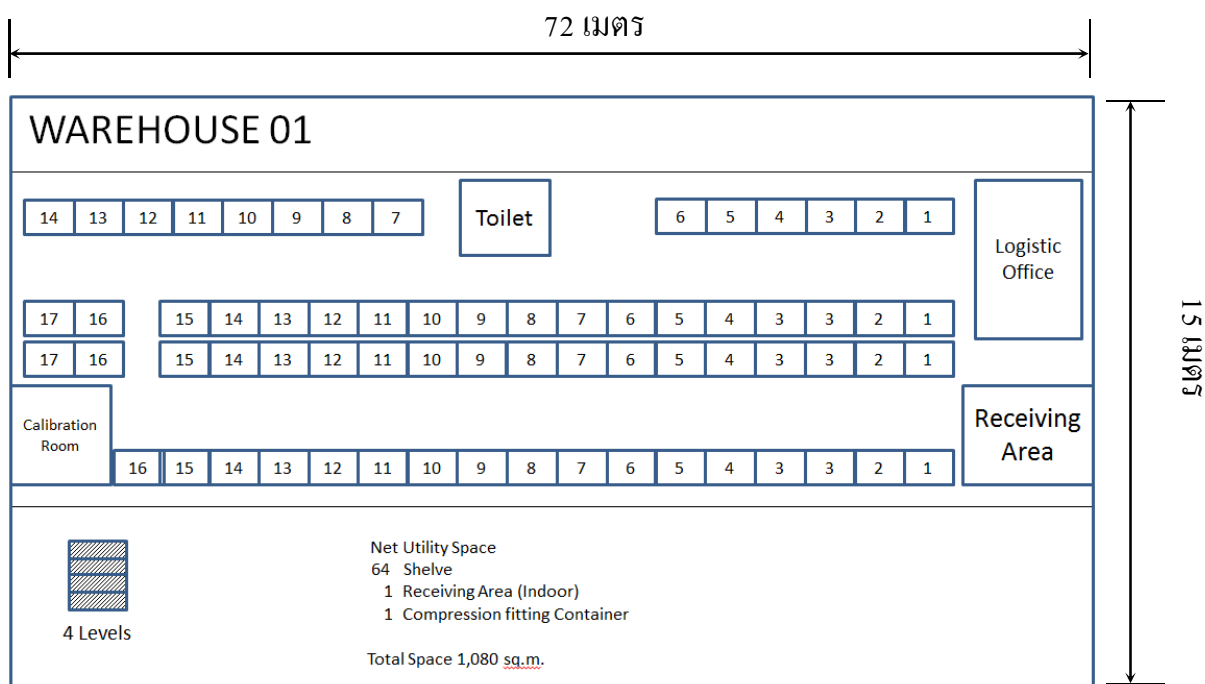 72 เมตร
WAREHOUSE 01
14 13 12 11 10 9 8 7
Toilet
6 5 4 3 2 1
Logistic
Office
17 16 15 14 13 12 11 10 9 8 7 6 5 4 3 3 2 1
17 16 15 14 13 12 11 10 9 8 7 6 5 4 3 3 2 1
15 เมตร
Calibration
Room
Receiving
Area
16 15 14 13 12 11 10 9 8 7 6 5 4 3 3 2 1
4 Levels
Net Utility Space
64 Shelve
1 Receiving Area (Indoor)
1 Compression fitting Container
Total Space 1,080 sq.m.